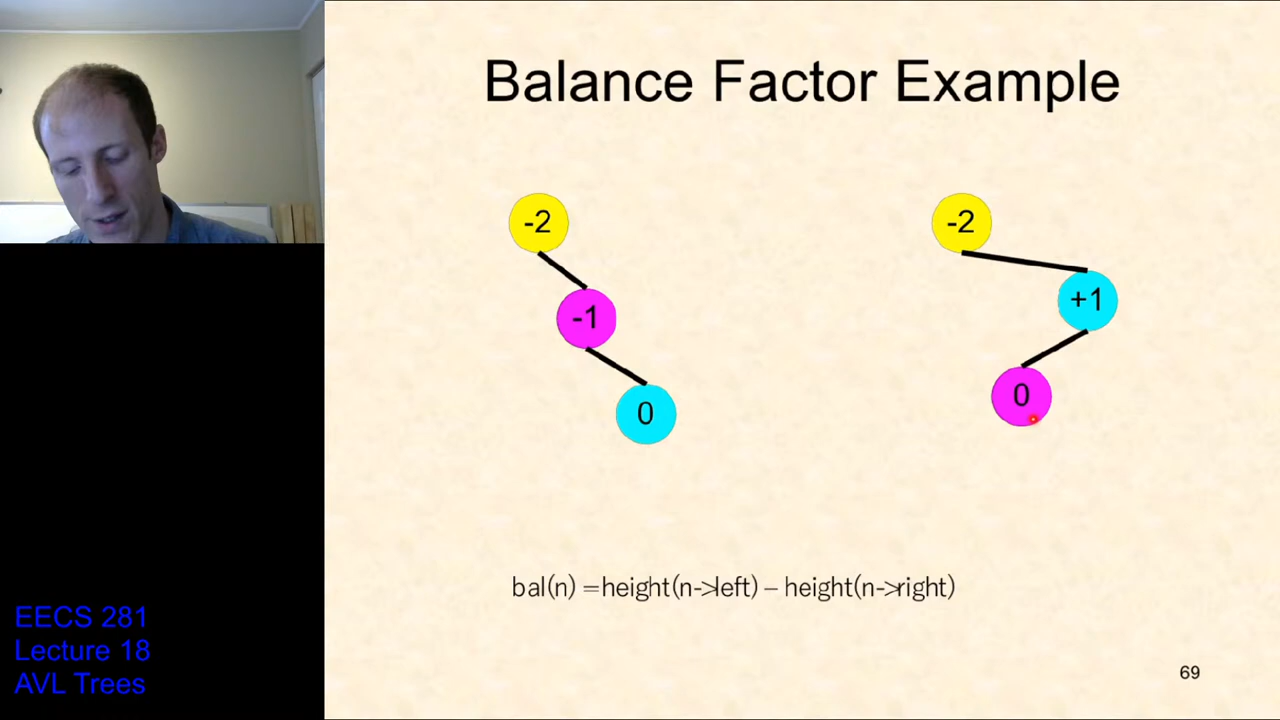 Balance Factor Example
-2
-1
0
-2
+1
0
bal(n) =height(n->left) – height(n->right)
69
EECS 281
Lecture 18
AVL Trees